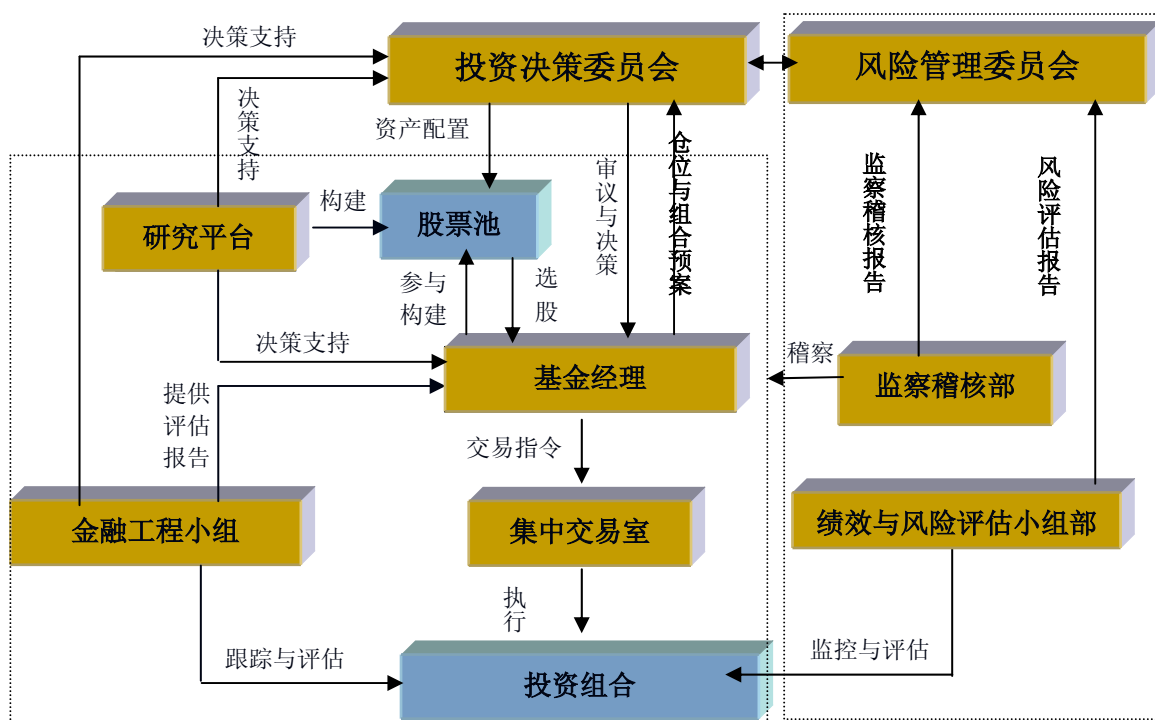 决策支持
投资决策委员会
风险管理委员会
决策支持
资产配置
审议与决策
仓位与组合预案
监察稽核报告
风险评估报告
研究平台
构建
股票池
参与
构建
选股
决策支持
基金经理
稽察
监察稽核部
提供
评估
报告
交易指令
金融工程小组
集中交易室
绩效与风险评估小组部
执行
跟踪与评估
投资组合
监控与评估